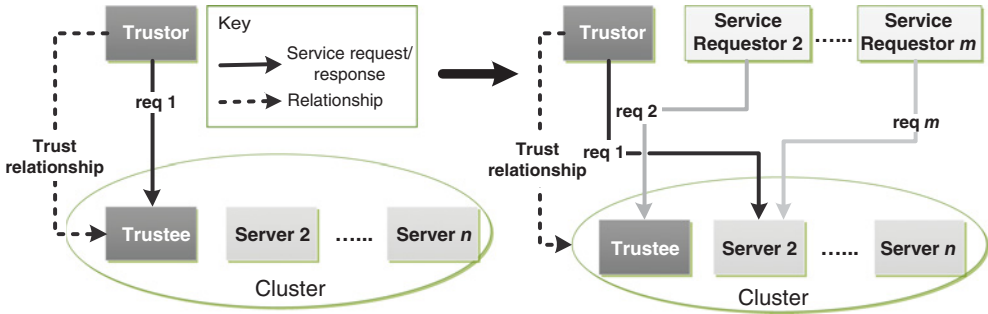 Trustor
Key
Service request/
response
Relationship
req 1
Trust
relationship
Trustee
Server 2
......
Server n
Cluster
Trustor
Service
Requestor 2
......
Service
Requestor m
req 2
req m
Trust
relationship
req 1
Trustee
Server 2
......
Server n
Cluster